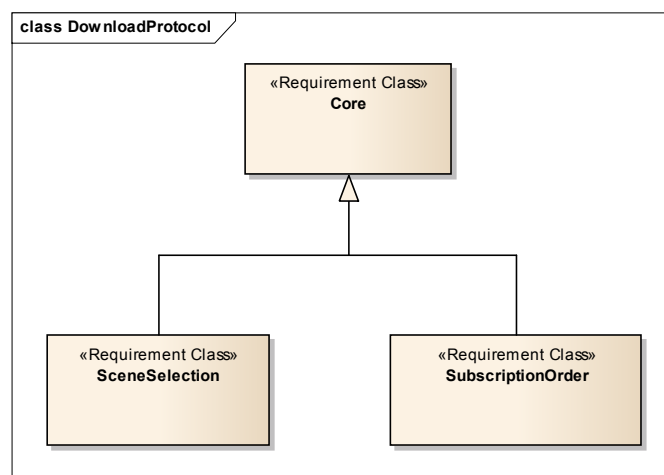 class DownloadProtocol
«Requirement Class»
Core
«Requirement Class»
SceneSelection
«Requirement Class»
SubscriptionOrder